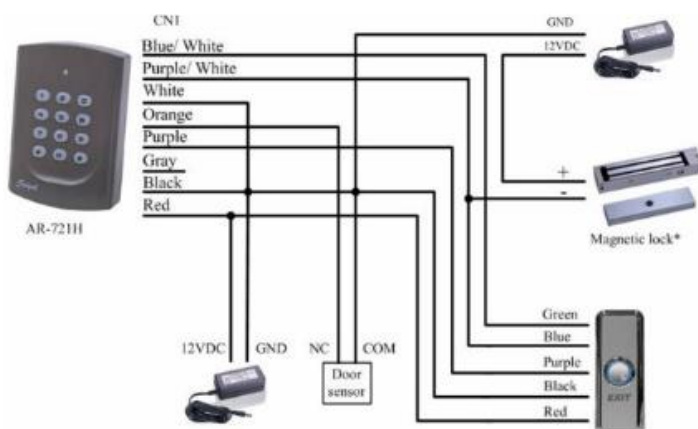 CN1
GND
12VDC
Blue/ White
Purple/ White
White
Orange
Purple
Gray
Black
Red
AR-721H
+
-
Magnetic lock*
12VDC GND NC COM
Door
sensor
Green
Blue
Purple
Black
Red
EXIT